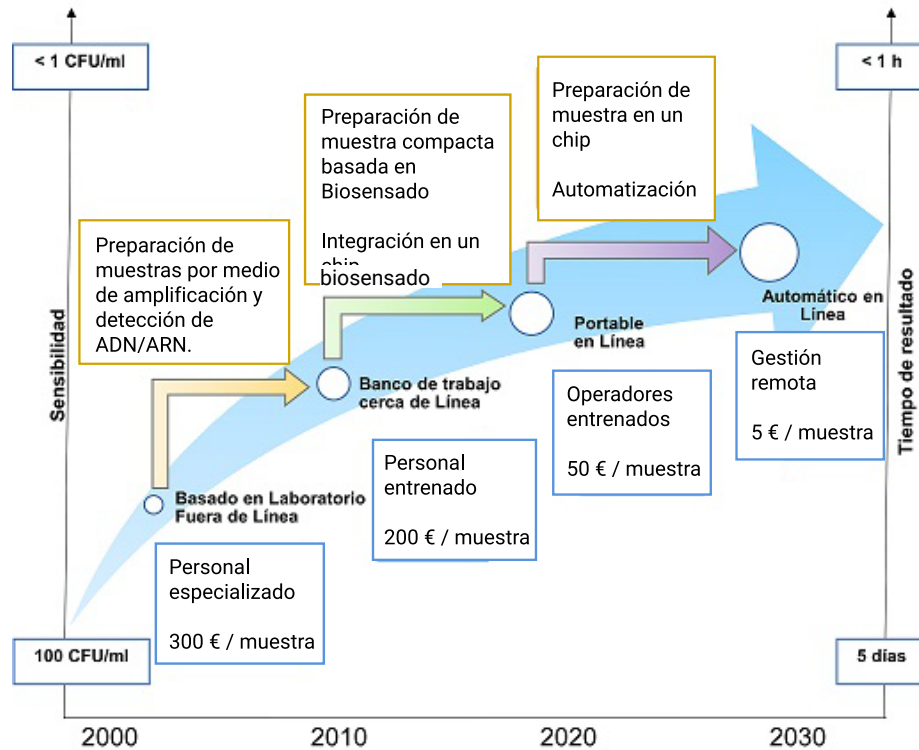 < 1 CFU/ml
< 1 h
Preparación de
muestra en un
chip
Automatización
Preparación de
muestra compacta
basada en
Biosensado
Integración en un
chip
biosensado
Preparación de
muestras por medio
de amplificación y
detección de
ADN/ARN.
Sensibilidad
Tiempo de resultado
Automático en
Línea
Portable
en Línea
Banco de trabajo
cerca de Línea
Basado en Laboratorio
Fuera de Línea
Gestión
remota
5 € / muestra
Operadores
entrenados
50 € / muestra
Personal
entrenado
200 € / muestra
Personal
especializado
300 € / muestra
100 CFU/ml
5 días
2000
2010
2020
2030